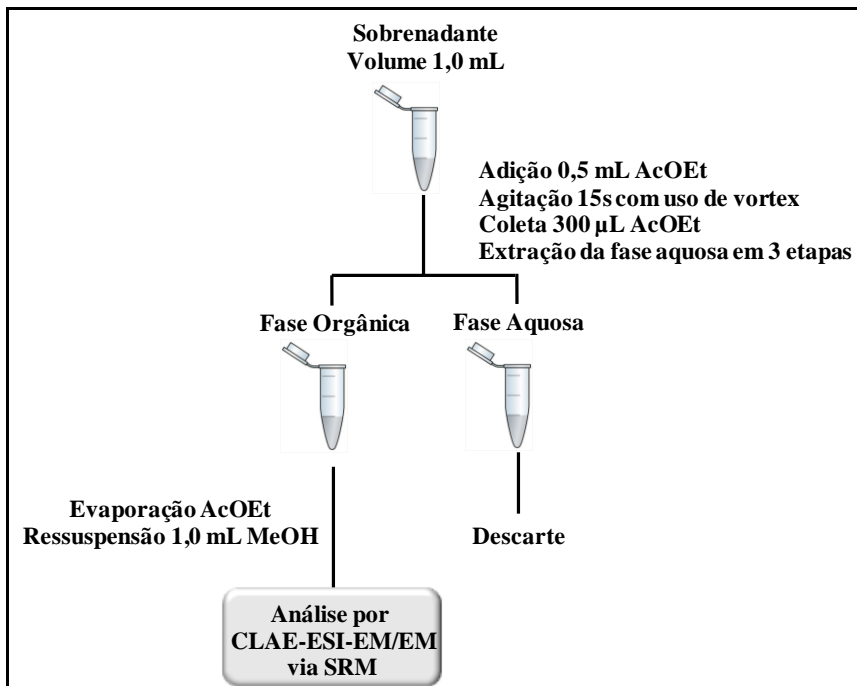 Sobrenadante
Volume 1,0 mL
Adição 0,5 mL AcOEt
Agitação 15s com uso de vortex
Coleta 300 µL AcOEt
Extração da fase aquosa em 3 etapas
Fase Orgânica
Fase Aquosa
Evaporação AcOEt
Ressuspensão 1,0 mL MeOH
Descarte
Análise por
CLAE-ESI-EM/EM
via SRM